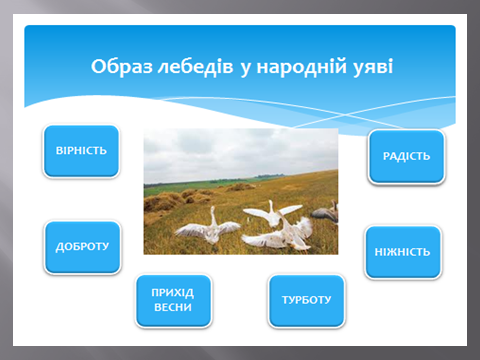 Образ лебедів у народній уяві
ВІРНІСТЬ
РАДІСТЬ
ДОБРОТУ
НІЖНІСТЬ
ПРИХІД
ВЕСНИ
ТУРБОТУ